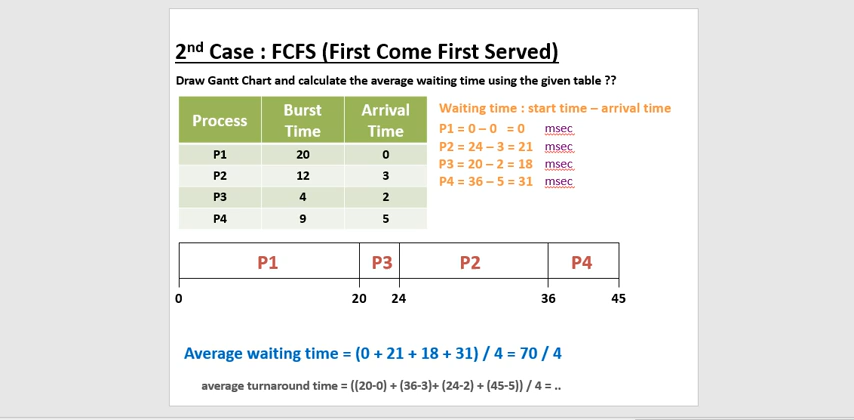 2nd Case : FCFS (First Come First Served)
Draw Gantt Chart and calculate the average waiting time using the given table ??
Process Burst Time Arrival Time
P1 20 0
P2 12 3
P3 4 2
P4 9 5
Waiting time : start time – arrival time
P1 = 0 – 0 = 0 msec
P2 = 24 – 3 = 21 msec
P3 = 20 – 2 = 18 msec
P4 = 36 – 5 = 31 msec
P1 P3 P2 P4
0 20 24 36 45
Average waiting time = (0 + 21 + 18 + 31) / 4 = 70 / 4
average turnaround time = ((20-0) + (36-3)+ (24-2) + (45-5)) / 4 = ..